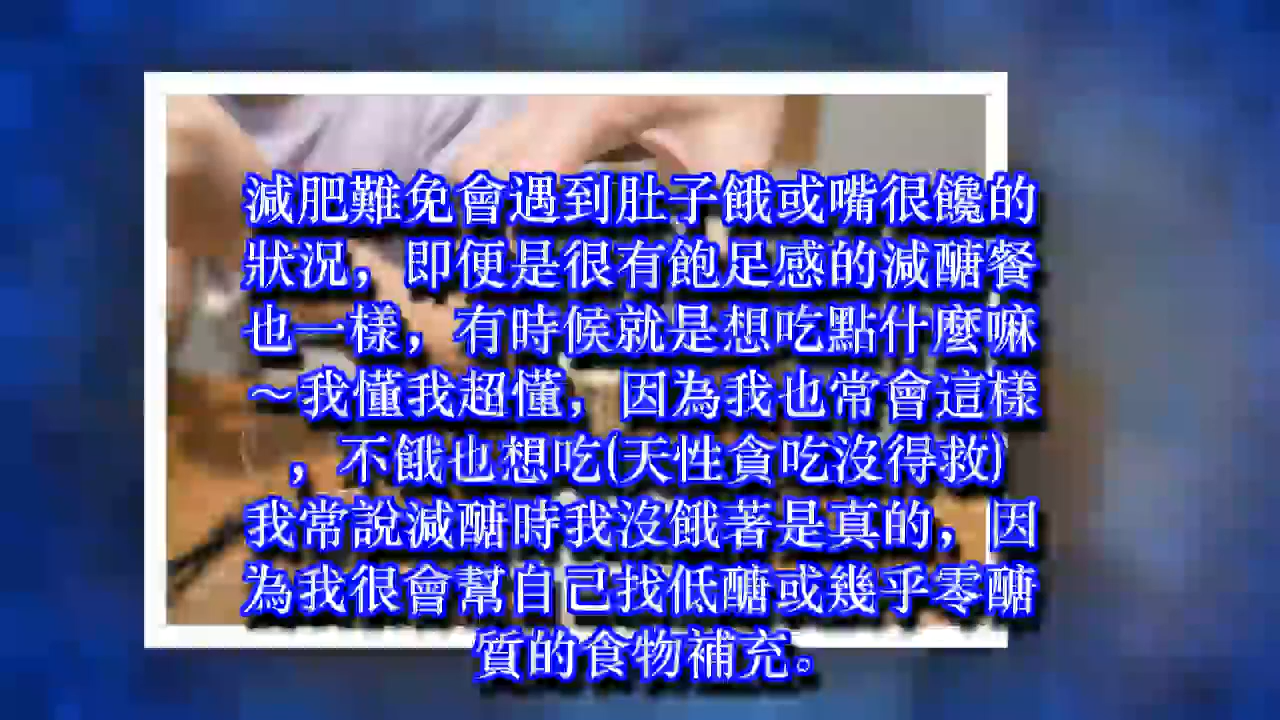 減肥難免會遇到肚子餓或嘴很饞的
狀況，即便是很有飽足感的減醣餐
也一樣，有時候就是想吃點什麼嘛
～我懂我超懂，因為我也常會這樣
，不餓也想吃(天性貪吃沒得救)
我常說減醣時我沒餓著是真的，因
為我很會幫自己找低醣或幾乎零醣
質的食物補充。